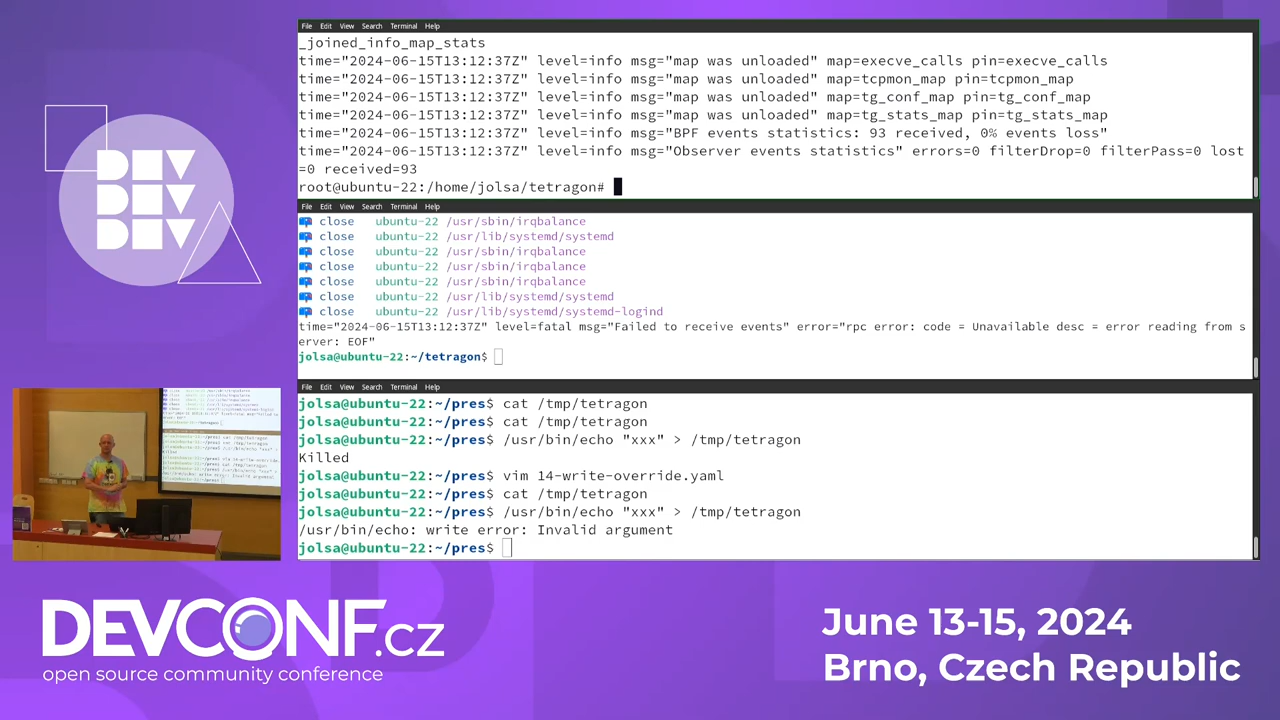 File Edit View Search Terminal Help
_joined_info_map_stats
time="2024-06-15T13:12:37Z" level=info msg="map was unloaded" map=execve_calls pin=execve_calls
time="2024-06-15T13:12:37Z" level=info msg="map was unloaded" map=tcpmon_map pin=tcpmon_map
time="2024-06-15T13:12:37Z" level=info msg="map was unloaded" map=tg_conf_map pin=tg_conf_map
time="2024-06-15T13:12:37Z" level=info msg="map was unloaded" map=tg_stats_map pin=tg_stats_map
time="2024-06-15T13:12:37Z" level=info msg="BPF events statistics: 93 received, 0% events loss"
time="2024-06-15T13:12:37Z" level=info msg="Observer events statistics" errors=0 filterDrop=0 filterPass=0 lost
=0 received=93
root@ubuntu-22:/home/jolsa/tetragon#
File Edit View Search Terminal Help
close ubuntu-22 /usr/sbin/irqbalance
close ubuntu-22 /usr/lib/systemd/systemd
close ubuntu-22 /usr/sbin/irqbalance
close ubuntu-22 /usr/sbin/irqbalance
close ubuntu-22 /usr/sbin/irqbalance
close ubuntu-22 /usr/lib/systemd/systemd
close ubuntu-22 /usr/lib/systemd/systemd-logind
time="2024-06-15T13:12:37Z" level=fatal msg="Failed to receive events" error="rpc error: code = Unavailable desc = error reading from s
erver: EOF"
jolsa@ubuntu-22:~/tetragon$
File Edit View Search Terminal Help
jolsa@ubuntu-22:~/pres$ cat /tmp/tetragon
jolsa@ubuntu-22:~/pres$ cat /tmp/tetragon
jolsa@ubuntu-22:~/pres$ /usr/bin/echo "xxx" > /tmp/tetragon
Killed
jolsa@ubuntu-22:~/pres$ vim 14-write-override.yaml
jolsa@ubuntu-22:~/pres$ cat /tmp/tetragon
jolsa@ubuntu-22:~/pres$ /usr/bin/echo "xxx" > /tmp/tetragon
/usr/bin/echo: write error: Invalid argument
jolsa@ubuntu-22:~/pres$
DEV
DEV
DEV
DEVCONF.cz
open source community conference
June 13-15, 2024
Brno, Czech Republic